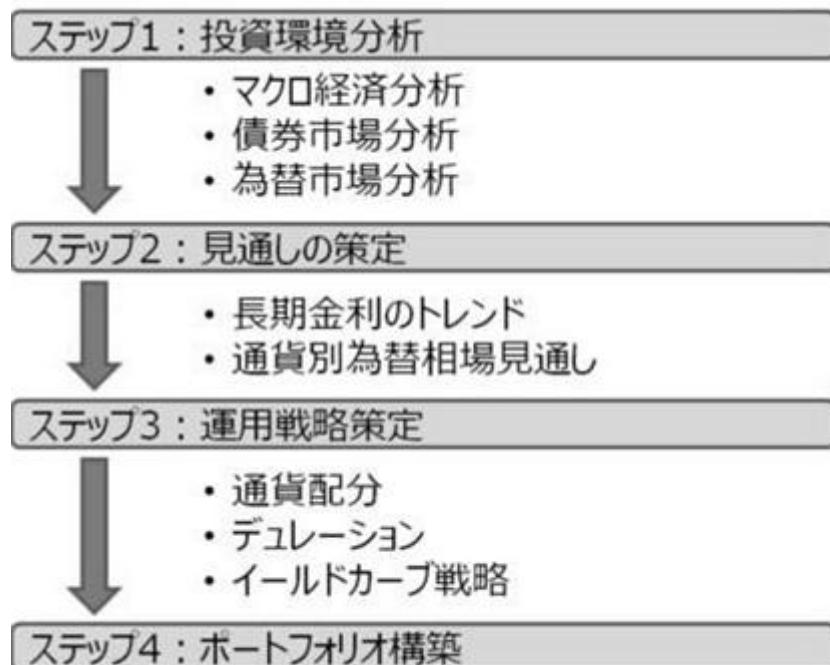 ステップ1：投資環境分析
・マクロ経済分析
・債券市場分析
・為替市場分析
ステップ2：見通しの策定
・長期金利のトレンド
・通貨別為替相場見通し
ステップ3：運用戦略策定
・通貨配分
・デュレーション
・イールドカーブ戦略
ステップ4：ポートフォリオ構築